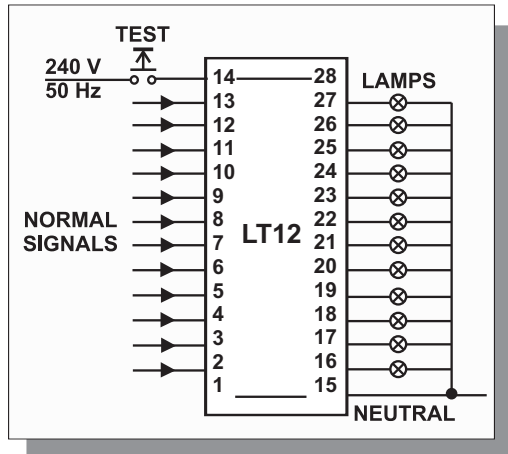 TEST
240 V
50 Hz
14 28
LAMPS
13 27
12 26
11 25
10 24
9 23
8 22
NORMAL
SIGNALS
7 LT12 21
6 20
5 19
4 18
3 17
2 16
1 15
NEUTRAL